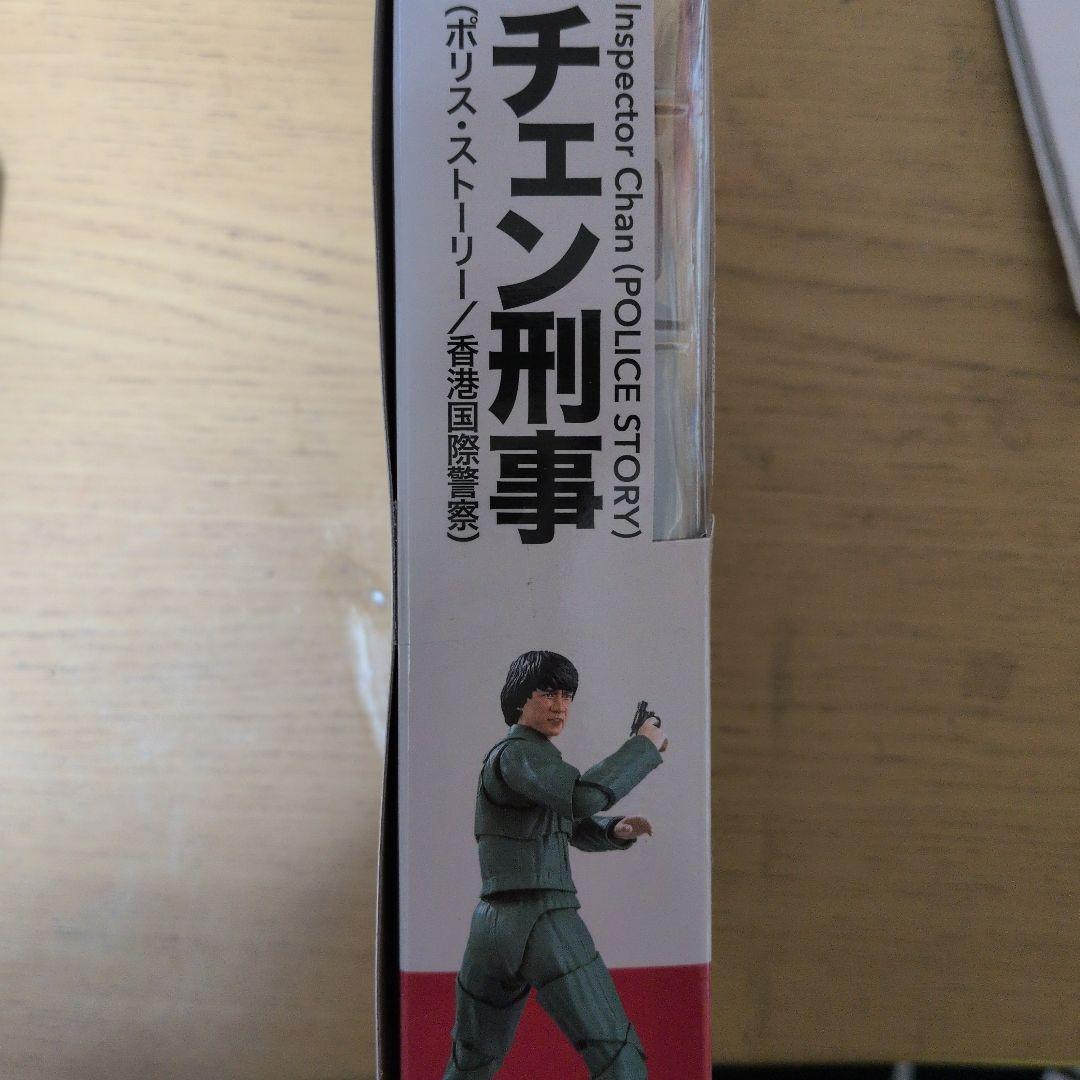 Inspector Chan (POLICE STORY)
チェン刑事
(ポリス・ストーリー/香港国際警察)